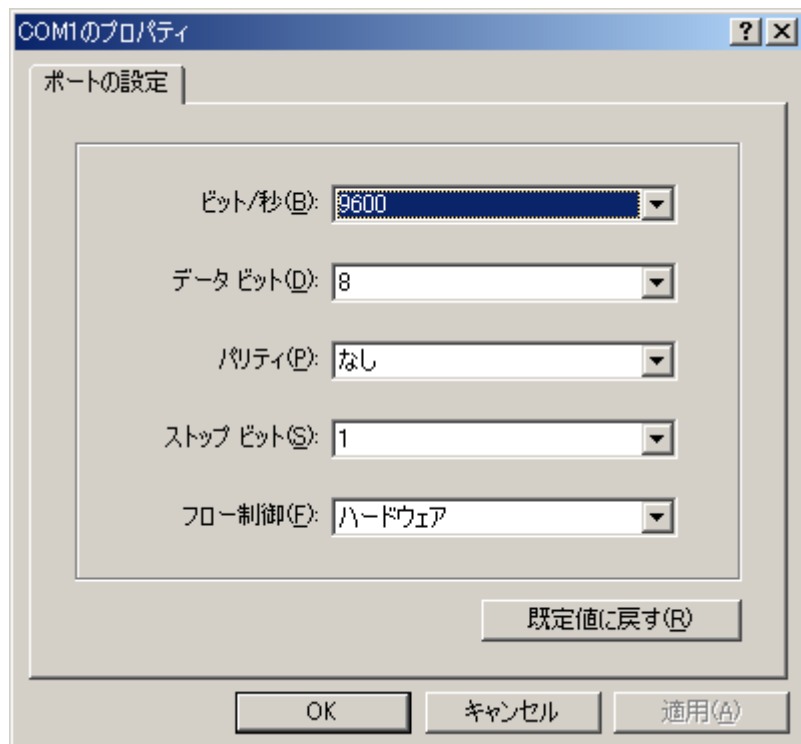 COM1のプロパティ
ポートの設定
ビット/秒(B): 9600
データ ビット(D): 8
パリティ(P): なし
ストップ ビット(S): 1
フロー制御(F): ハードウェア
既定値に戻す(R)
OK キャンセル 適用(A)